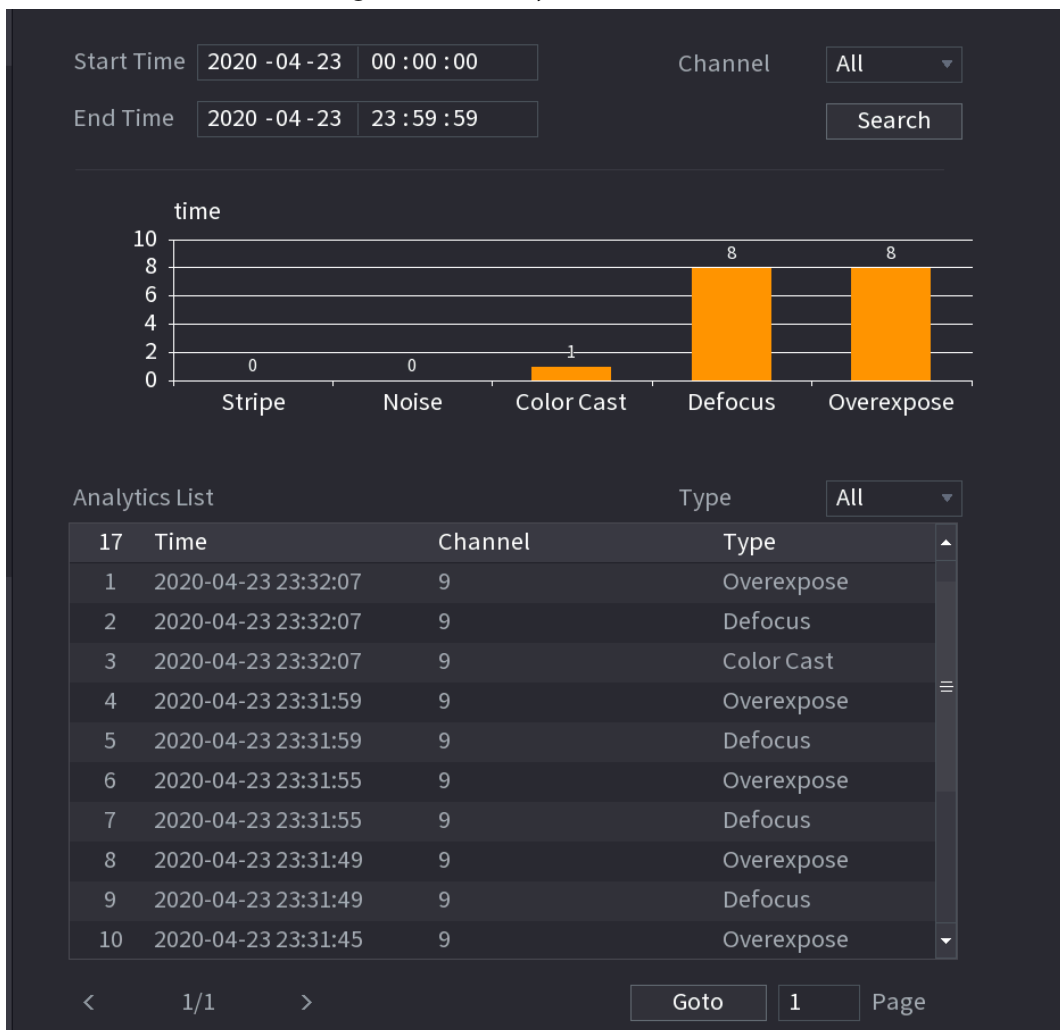 Start Time 2020 -04 -23 00 : 00 : 00 Channel All
End Time 2020 -04 -23 23 : 59 : 59 Search
time
10
8
6
4
2
0
0 0 1 8 8
Stripe Noise Color Cast Defocus Overexpose
Analytics List Type All
17 Time Channel Type
1 2020-04-23 23:32:07 9 Overexpose
2 2020-04-23 23:32:07 9 Defocus
3 2020-04-23 23:32:07 9 Color Cast
4 2020-04-23 23:31:59 9 Overexpose
5 2020-04-23 23:31:59 9 Defocus
6 2020-04-23 23:31:55 9 Overexpose
7 2020-04-23 23:31:55 9 Defocus
8 2020-04-23 23:31:49 9 Overexpose
9 2020-04-23 23:31:49 9 Defocus
10 2020-04-23 23:31:45 9 Overexpose
< 1/1 > Goto 1 Page